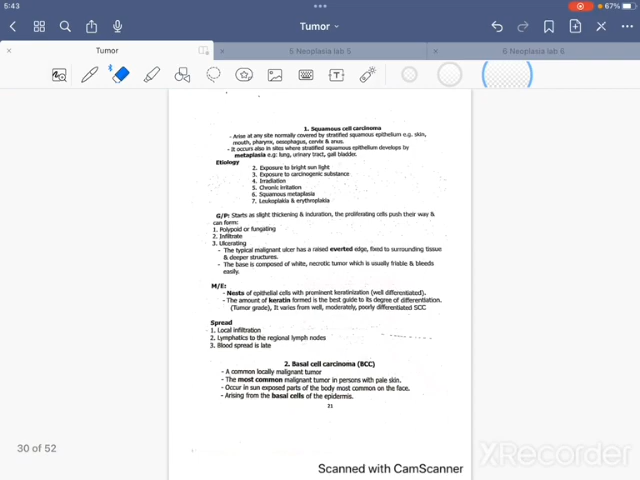 5:43
67%
Tumor
Tumor
5 Neoplasia lab 5
6 Neoplasia lab 6
1. Squamous cell carcinoma
- Arise at any site normally covered by stratified squamous epithelium e.g. skin,
mouth, pharynx, oesophagus, cervix & anus.
- It occurs also in sites where stratified squamous epithelium develops by
metaplasia e.g: lung, urinary tract, gall bladder.
Etiology
2. Exposure to bright sun light
3. Exposure to carcinogenic substance
4. Irradiation
5. Chronic irritation
6. Squamous metaplasia
7. Leukoplakia & erythroplakia
G/P: Starts as slight thickening & induration, the proliferating cells push their way &
can form:
1. Polypoid or fungating
2. Infiltrate
3. Ulcerating
- The typical malignant ulcer has a raised everted edge, fixed to surrounding tissue
& deeper structures.
- The base is composed of white, necrotic tumor which is usually friable & bleeds
easily.
M/E:
- Nests of epithelial cells with prominent keratinization (well differentiated).
- The amount of keratin formed is the best guide to its degree of differentiation.
(Tumor grade), It varies from well, moderately, poorly differentiated SCC
Spread
1. Local infiltration
2. Lymphatics to the regional lymph nodes
3. Blood spread is late
2. Basal cell carcinoma (BCC)
- A common locally malignant tumor
- The most common malignant tumor in persons with pale skin.
- Occur in sun exposed parts of the body most common on the face.
- Arising from the basal cells of the epidermis.
21
30 of 52
XRecorder
Scanned with CamScanner